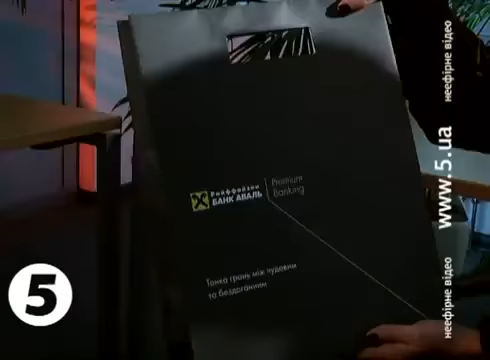 Райффайзен
БАНК АВАЛЬ
Premium
Banking
Тонка грань між чудовим
та бездоганним
5
неефірне відео
www.5.ua
неефірне відео